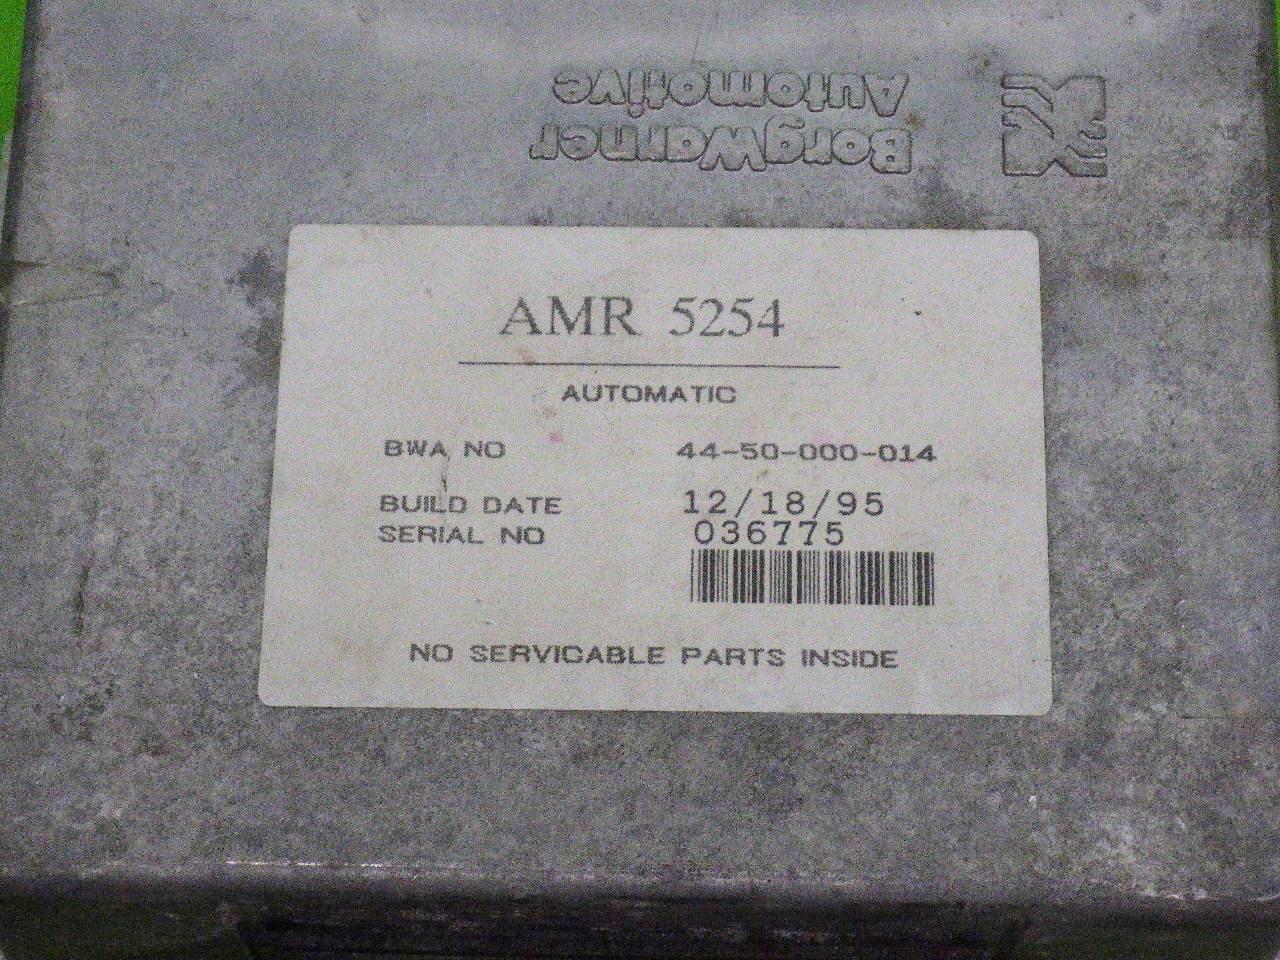 BorgWarner
Automotive
AMR 5254
AUTOMATIC
BWA NO 44-50-000-014
BUILD DATE 12/18/95
SERIAL NO 036775
NO SERVICABLE PARTS INSIDE